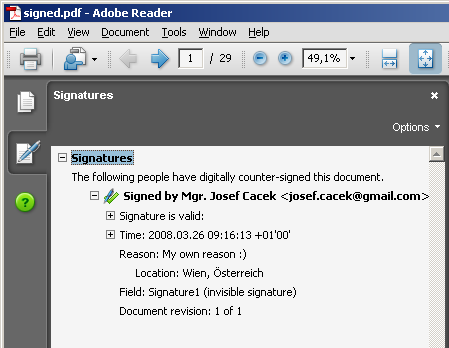 signed.pdf - Adobe Reader
File Edit View Document Tools Window Help
1 / 29 49,1%
Signatures
Options
Signatures
The following people have digitally counter-signed this document.
Signed by Mgr. Josef Cacek <josef.cacek@gmail.com>
Signature is valid:
Time: 2008.03.26 09:16:13 +01'00'
Reason: My own reason :)
Location: Wien, Österreich
Field: Signature1 (invisible signature)
Document revision: 1 of 1